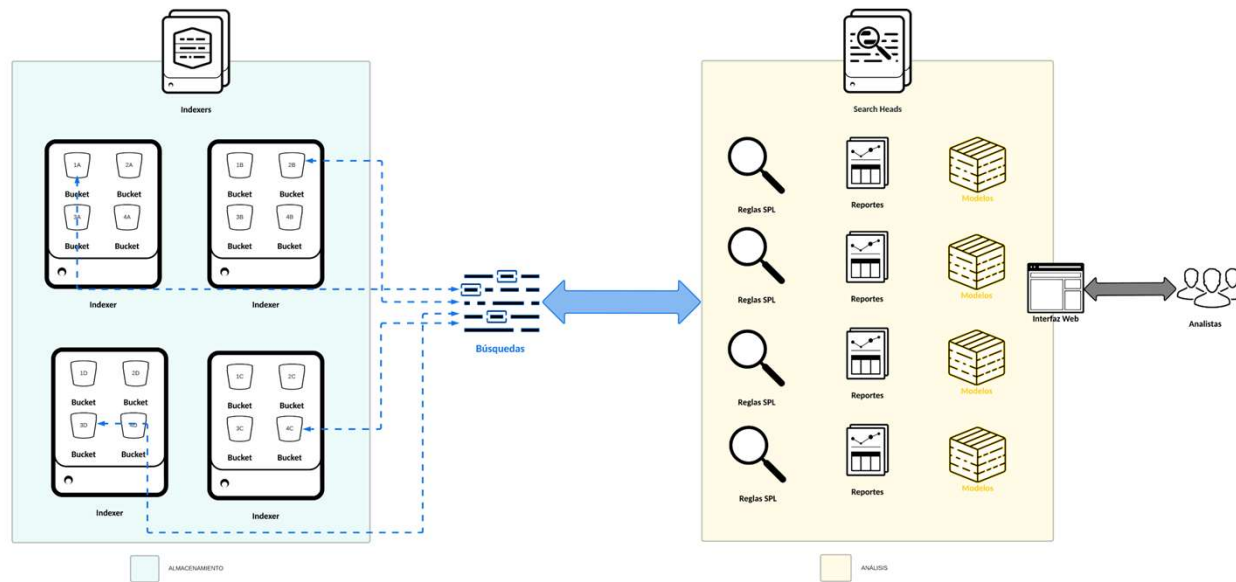 Indexers
1A
2A
Bucket
Bucket
3A
4A
Bucket
Bucket
Indexer
1B
2B
Bucket
Bucket
3B
4B
Bucket
Bucket
Indexer
1D
2D
Bucket
Bucket
3D
4D
Bucket
Bucket
Indexer
1C
2C
Bucket
Bucket
3C
4C
Bucket
Bucket
Indexer
ALMACENAMIENTO
Búsquedas
Search Heads
Reglas SPL
Reportes
Modelos
Reglas SPL
Reportes
Modelos
Reglas SPL
Reportes
Modelos
Reglas SPL
Reportes
Modelos
ANÁLISIS
Interfaz Web
Analistas